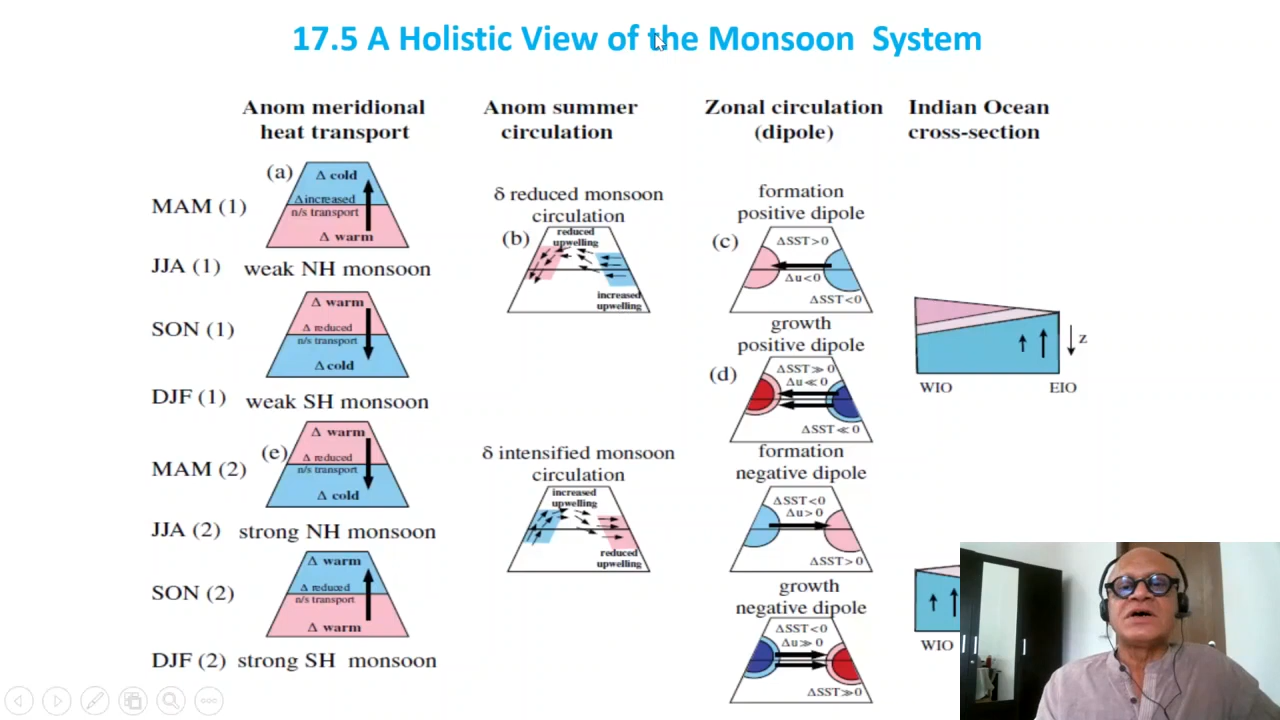 17.5 A Holistic View of the Monsoon System
Anom meridional
heat transport
Anom summer
circulation
Zonal circulation
(dipole)
Indian Ocean
cross-section
MAM (1)
(a)
Δ cold
Δ increased
n/s transport
Δ warm
JJA (1) weak NH monsoon
SON (1)
Δ warm
Δ reduced
n/s transport
Δ cold
DJF (1) weak SH monsoon
MAM (2)
(e)
Δ warm
Δ reduced
n/s transport
Δ cold
JJA (2) strong NH monsoon
SON (2)
Δ warm
Δ reduced
n/s transport
Δ warm
DJF (2) strong SH monsoon
δ reduced monsoon
circulation
(b)
reduced
upwelling
increased
upwelling
δ intensified monsoon
circulation
increased
upwelling
reduced
upwelling
formation
positive dipole
(c)
ΔSST>0
Δu<0
ΔSST<0
growth
positive dipole
(d)
ΔSST≫0
Δu≪0
ΔSST≪0
formation
negative dipole
ΔSST<0
Δu>0
ΔSST>0
growth
negative dipole
ΔSST<0
Δu≫0
ΔSST≫0
z
WIO
EIO
WIO